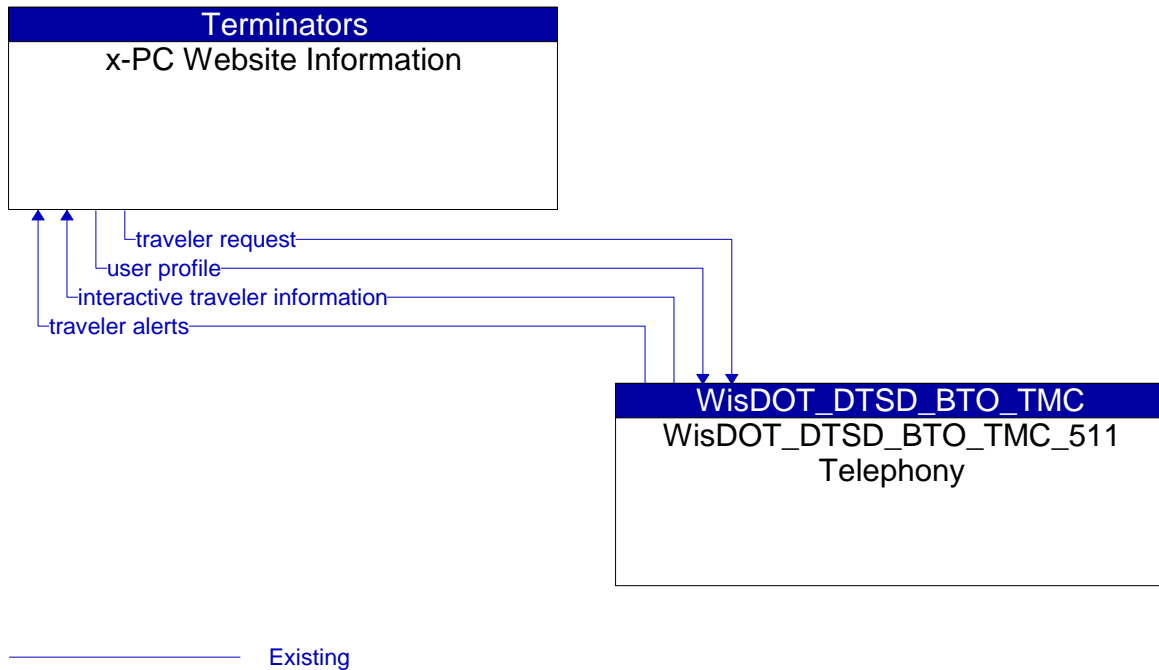 Terminators
x-PC Website Information
traveler request
user profile
interactive traveler information
traveler alerts
WisDOT_DTSD_BTO_TMC
WisDOT_DTSD_BTO_TMC_511
Telephony
Existing